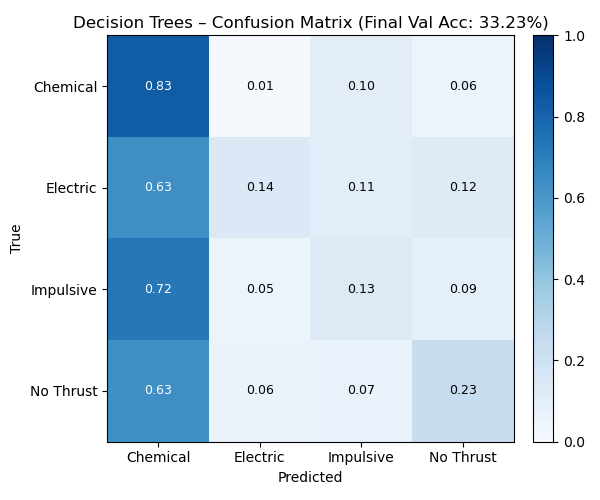 Decision Trees – Confusion Matrix (Final Val Acc: 33.23%)
True
Chemical 0.83 0.01 0.10 0.06
Electric 0.63 0.14 0.11 0.12
Impulsive 0.72 0.05 0.13 0.09
No Thrust 0.63 0.06 0.07 0.23
Chemical Electric Impulsive No Thrust
Predicted
1.0
0.8
0.6
0.4
0.2
0.0